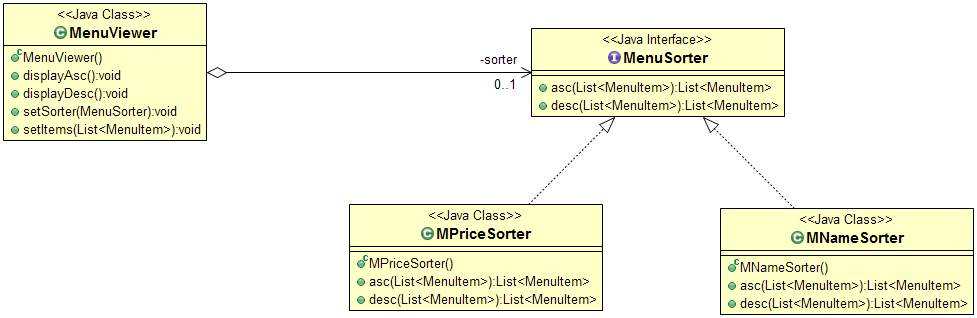 <<Java Class>>
MenuViewer
MenuViewer()
displayAsc():void
displayDesc():void
setSorter(MenuSorter):void
setItems(List<MenuItem>):void
-sorter
0..1
<<Java Interface>>
MenuSorter
asc(List<MenuItem>):List<MenuItem>
desc(List<MenuItem>):List<MenuItem>
<<Java Class>>
MPriceSorter
MPriceSorter()
asc(List<MenuItem>):List<MenuItem>
desc(List<MenuItem>):List<MenuItem>
<<Java Class>>
MNameSorter
MNameSorter()
asc(List<MenuItem>):List<MenuItem>
desc(List<MenuItem>):List<MenuItem>